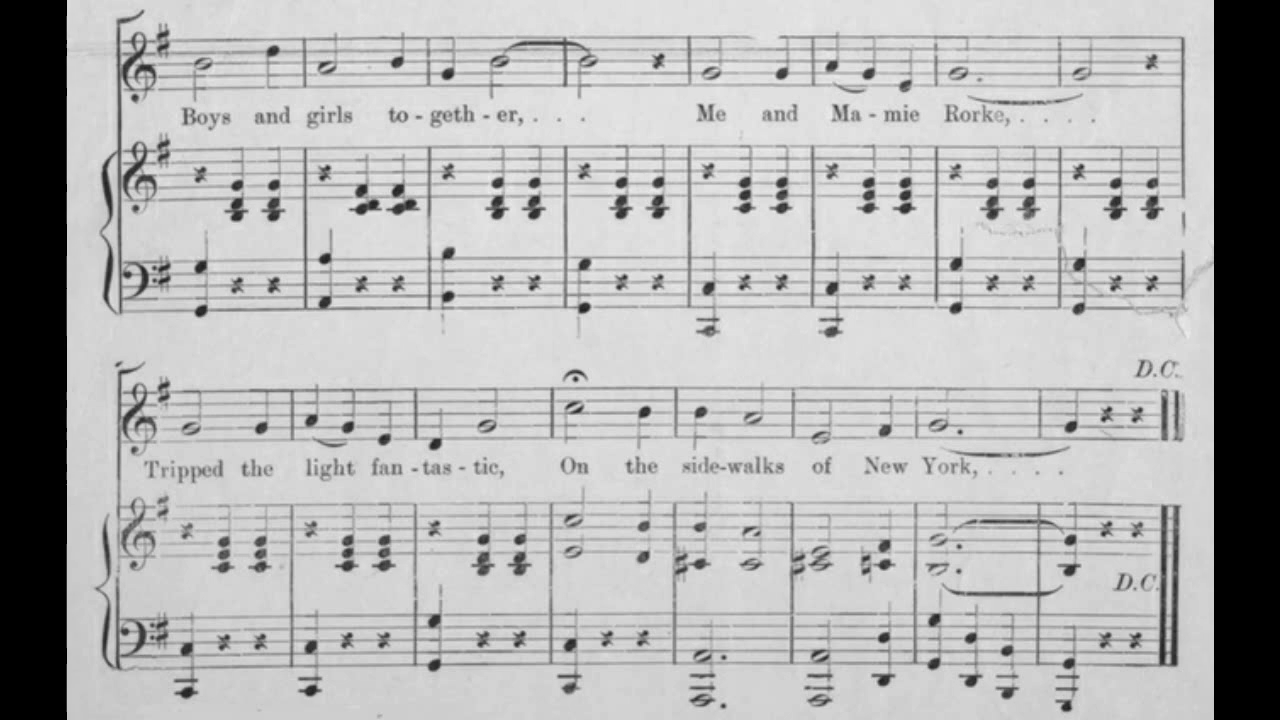 Boys and girls to - geth - er, . . . Me and Ma - mie Rorke, . . . .
D.C.
Tripped the light fan - tas - tic, On the side-walks of New York, . . . .
D.C.